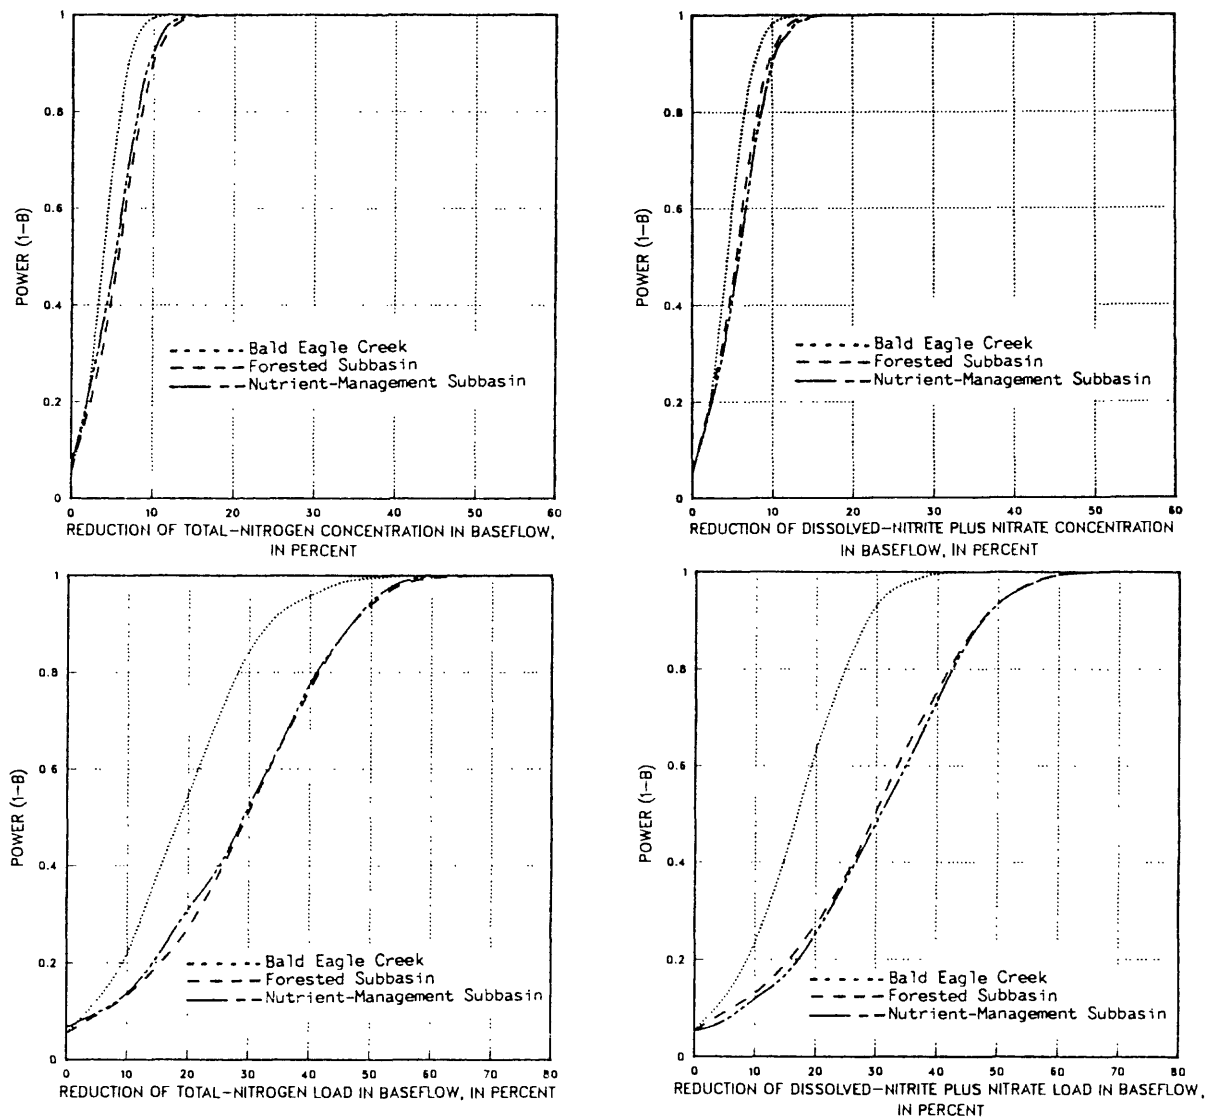 POWER (1-B)
1
0.8
0.6
0.4
0.2
0
Bald Eagle Creek
Forested Subbasin
Nutrient-Management Subbasin
0 10 20 30 40 50 60
REDUCTION OF TOTAL-NITROGEN CONCENTRATION IN BASEFLOW,
IN PERCENT
POWER (1-B)
1
0.8
0.6
0.4
0.2
0
Bald Eagle Creek
Forested Subbasin
Nutrient-Management Subbasin
0 10 20 30 40 50 60
REDUCTION OF DISSOLVED-NITRITE PLUS NITRATE CONCENTRATION
IN BASEFLOW, IN PERCENT
POWER (1-B)
1
0.8
0.6
0.4
0.2
0
Bald Eagle Creek
Forested Subbasin
Nutrient-Management Subbasin
0 10 20 30 40 50 60 70 80
REDUCTION OF TOTAL-NITROGEN LOAD IN BASEFLOW, IN PERCENT
POWER (1-B)
1
0.8
0.6
0.4
0.2
0
Bald Eagle Creek
Forested Subbasin
Nutrient-Management Subbasin
0 10 20 30 40 50 60 70 80
REDUCTION OF DISSOLVED-NITRITE PLUS NITRATE LOAD IN BASEFLOW,
IN PERCENT